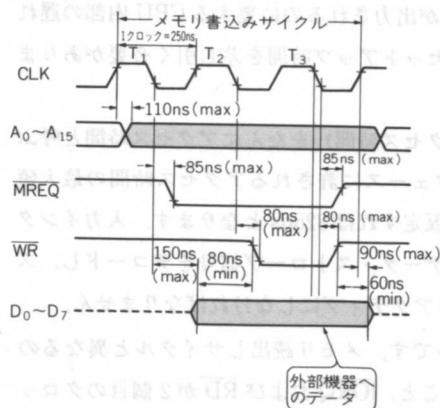 メモリ書込みサイクル
1クロック=250ns
T₁ T₂ T₃
CLK
110ns(max)
A₀~A₁₅
85ns(max) 85ns(max)
MREQ
80ns(max) 80ns(max)
WR
150ns(max) 80ns(min) 90ns(max)
60ns(min)
D₀~D₇
外部機器へ
のデータ